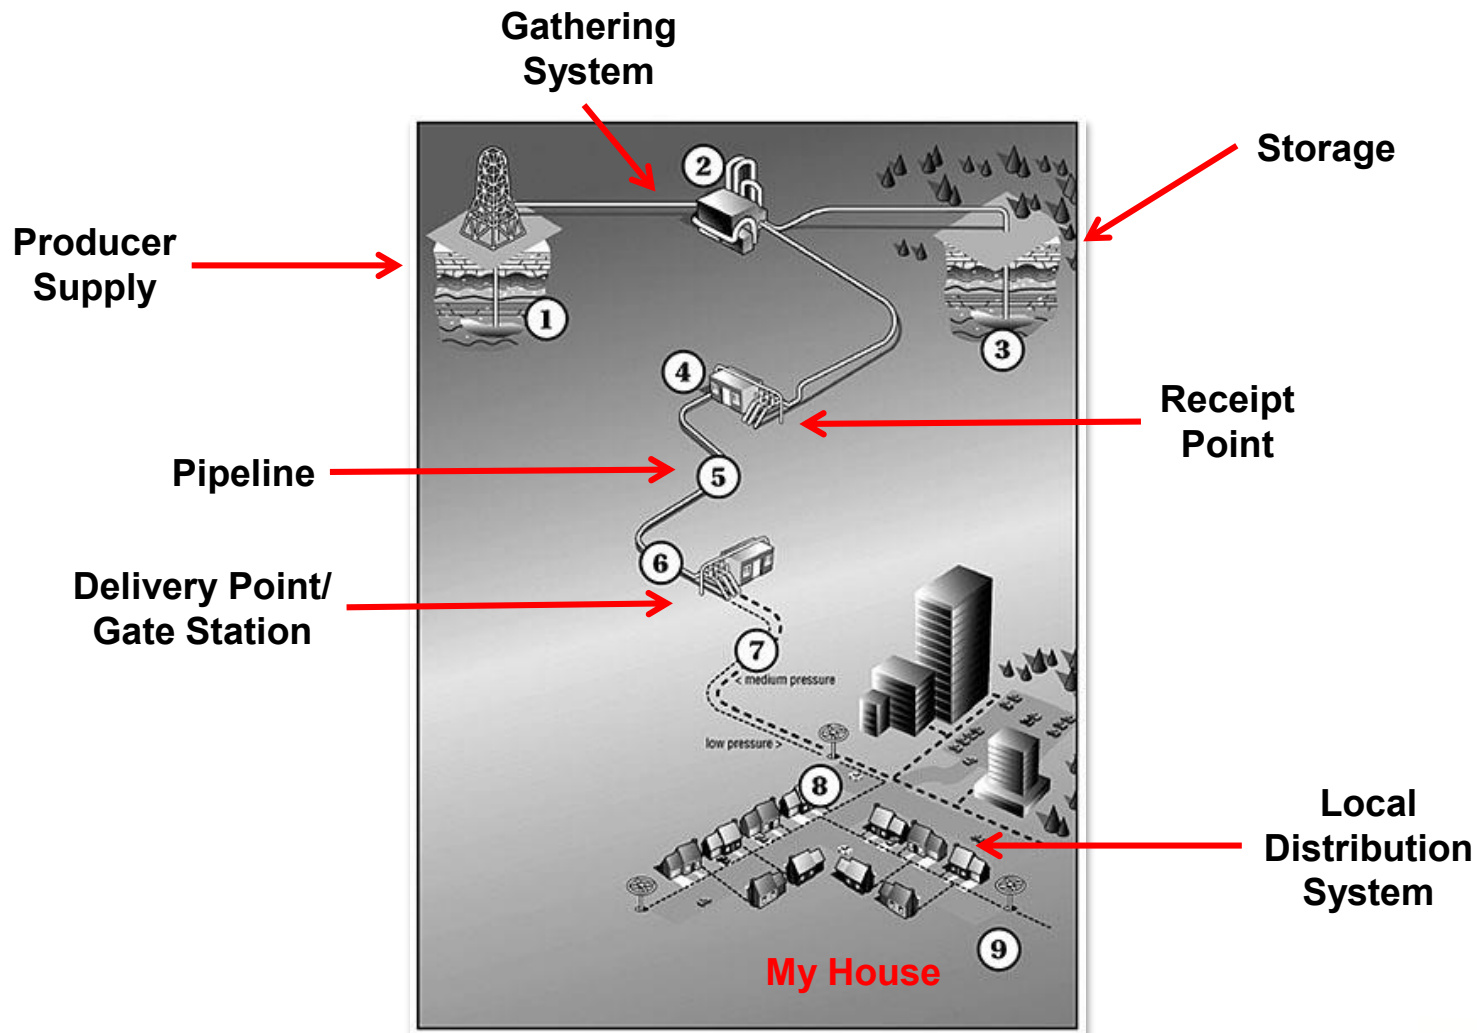 Gathering
System
Storage
Producer
Supply
2
1
3
4
Receipt
Point
Pipeline
5
6
Delivery Point/
Gate Station
7
< medium pressure
low pressure >
8
Local
Distribution
System
9
My House